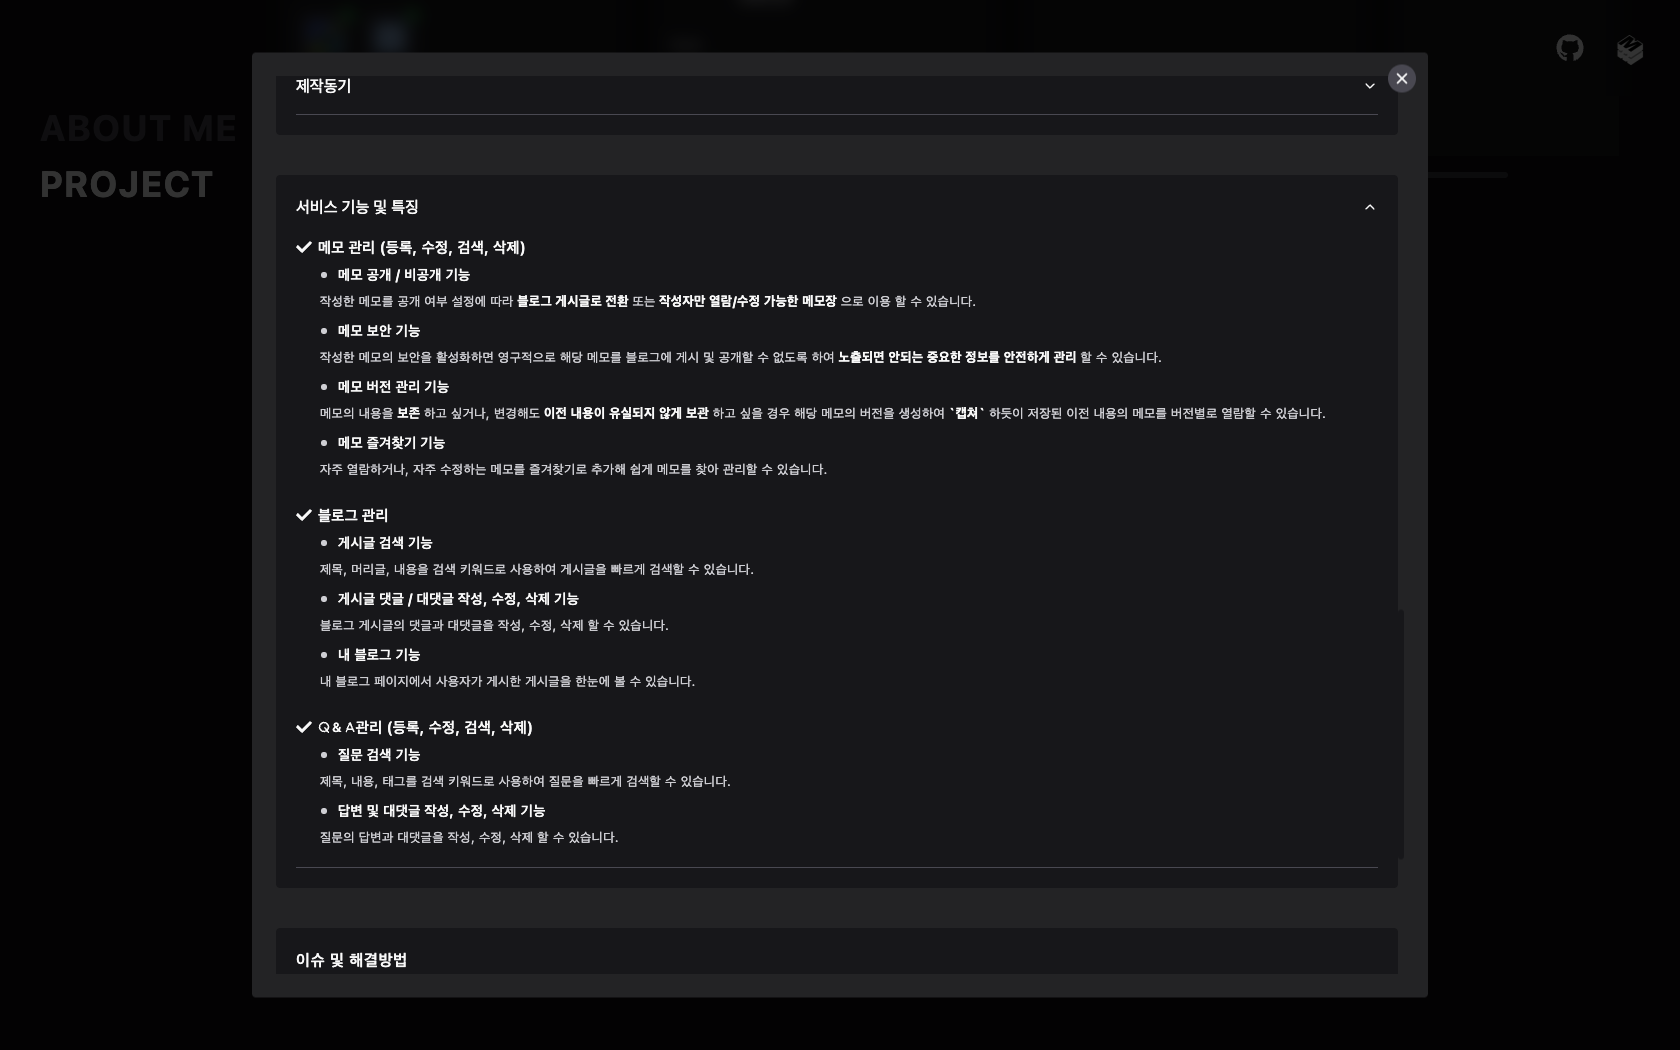 ABOUT ME
PROJECT
제작동기
서비스 기능 및 특징
메모 관리 (등록, 수정, 검색, 삭제)
메모 공개 / 비공개 기능
작성한 메모를 공개 여부 설정에 따라 블로그 게시글로 전환 또는 작성자만 열람/수정 가능한 메모장 으로 이용 할 수 있습니다.
메모 보안 기능
작성한 메모의 보안을 활성화하면 영구적으로 해당 메모를 블로그에 게시 및 공개할 수 없도록 하여 노출되면 안되는 중요한 정보를 안전하게 관리 할 수 있습니다.
메모 버전 관리 기능
메모의 내용을 보존 하고 싶거나, 변경해도 이전 내용이 유실되지 않게 보관 하고 싶을 경우 해당 메모의 버전을 생성하여 `캡쳐` 하듯이 저장된 이전 내용의 메모를 버전별로 열람할 수 있습니다.
메모 즐겨찾기 기능
자주 열람하거나, 자주 수정하는 메모를 즐겨찾기로 추가해 쉽게 메모를 찾아 관리할 수 있습니다.
블로그 관리
게시글 검색 기능
제목, 머리글, 내용을 검색 키워드로 사용하여 게시글을 빠르게 검색할 수 있습니다.
게시글 댓글 / 대댓글 작성, 수정, 삭제 기능
블로그 게시글의 댓글과 대댓글을 작성, 수정, 삭제 할 수 있습니다.
내 블로그 기능
내 블로그 페이지에서 사용자가 게시한 게시글을 한눈에 볼 수 있습니다.
Q & A관리 (등록, 수정, 검색, 삭제)
질문 검색 기능
제목, 내용, 태그를 검색 키워드로 사용하여 질문을 빠르게 검색할 수 있습니다.
답변 및 대댓글 작성, 수정, 삭제 기능
질문의 답변과 대댓글을 작성, 수정, 삭제 할 수 있습니다.
이슈 및 해결방법